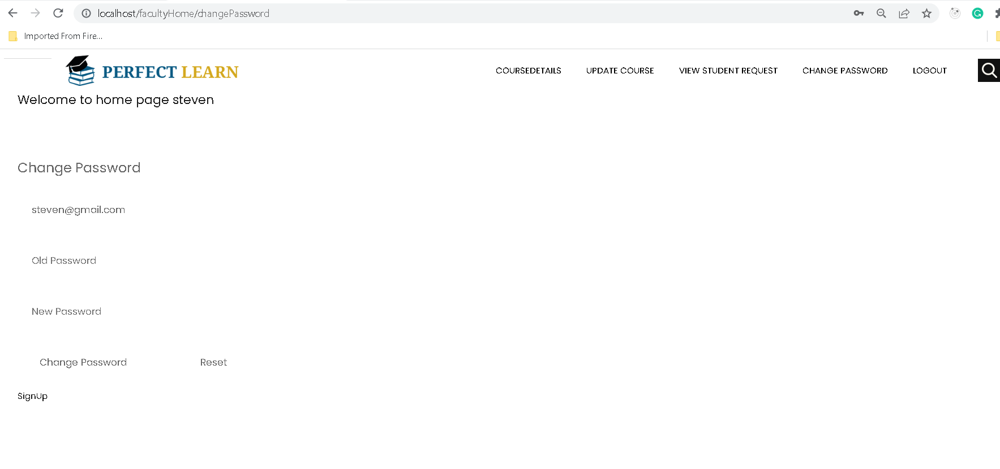 localhost/facultyHome/changePassword
Imported From Fire...
PERFECT LEARN
COURSEDETAILS UPDATE COURSE VIEW STUDENT REQUEST CHANGE PASSWORD LOGOUT
Welcome to home page steven
Change Password
steven@gmail.com
Old Password
New Password
Change Password Reset
SignUp